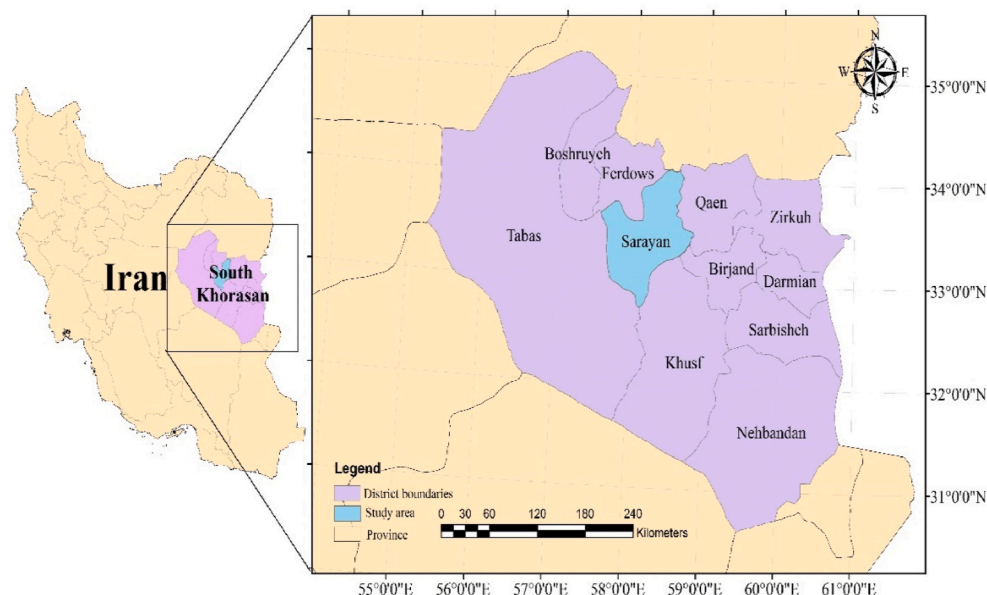 N
W E
S
35°0'0"N
Boshruyeh
Ferdows
34°0'0"N
Qaen
Zirkuh
Tabas
Sarayan
Birjand
Darmian
South
Khorasan
Iran
33°0'0"N
Sarbisheh
Khusf
32°0'0"N
Nehbandan
Legend
District boundaries
Study area
Province
0 30 60 120 180 240
Kilometers
31°0'0"N
55°0'0"E 56°0'0"E 57°0'0"E 58°0'0"E 59°0'0"E 60°0'0"E 61°0'0"E